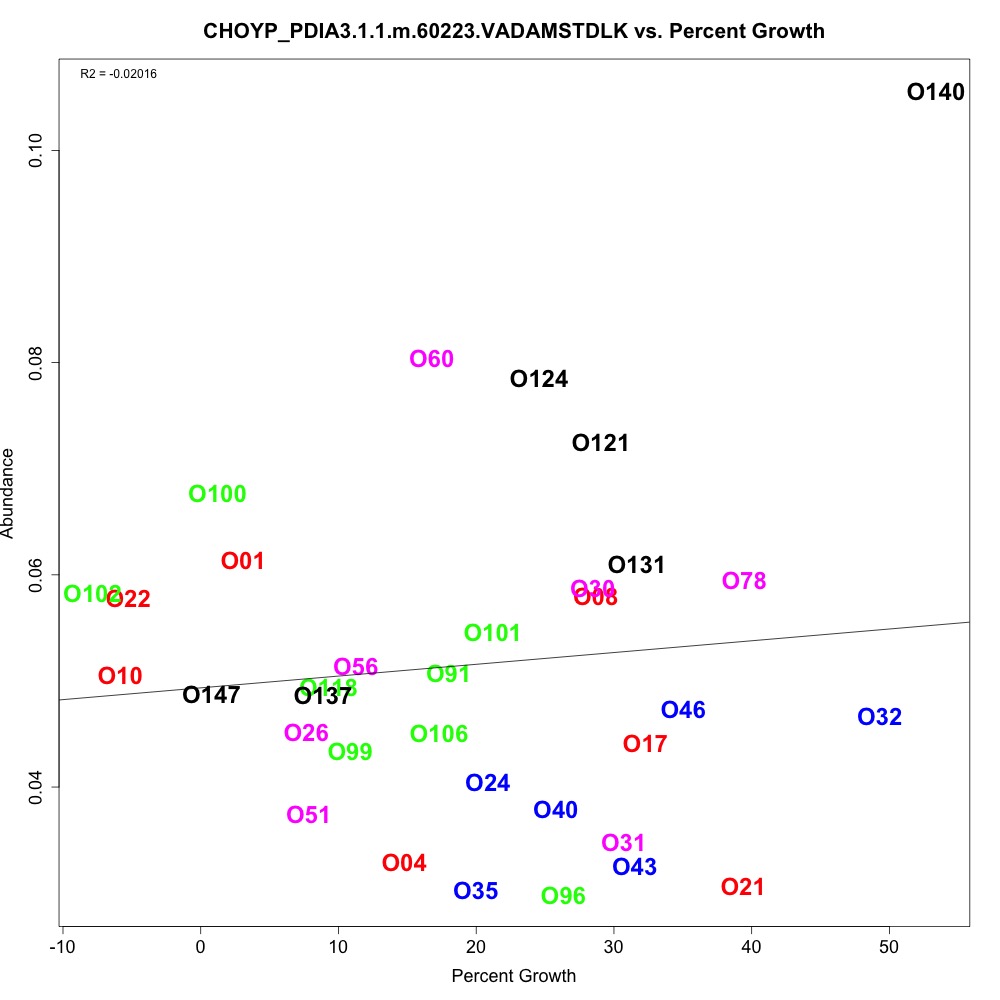 CHOYP_PDIA3.1.1.m.60223.VADAMSTDLK vs. Percent Growth
R2 = -0.02016
O140
0.10
O60
0.08
O124
O121
O100
O01
O131
0.06
O78
O30
O102
O08
O22
O101
Abundance
O56
O91
O10
O118
O147
O137
O46
O32
O106
O26
O17
O99
0.04
O24
O40
O51
O31
O04
O43
O35
O21
O96
-10 0 10 20 30 40 50
Percent Growth